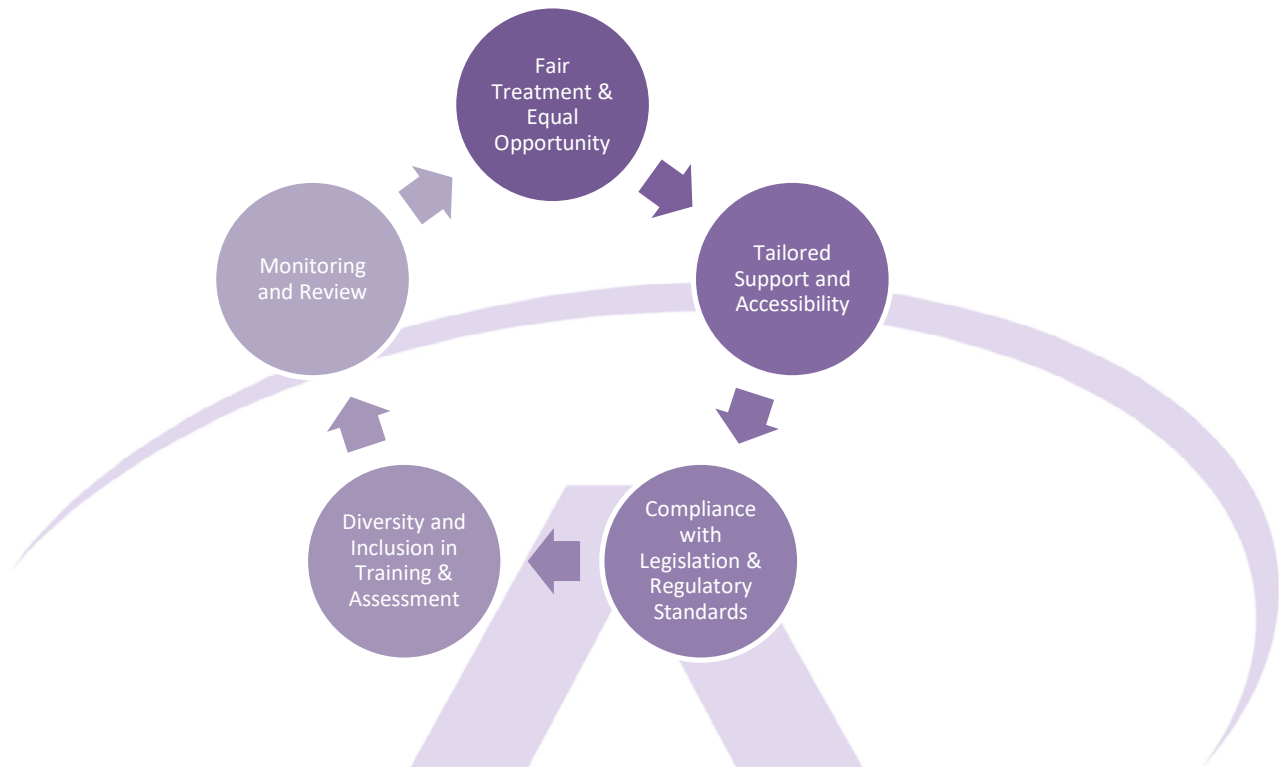 Fair
Treatment &
Equal
Opportunity
Tailored
Support and
Accessibility
Compliance
with
Legislation &
Regulatory
Standards
Diversity and
Inclusion in
Training &
Assessment
Monitoring
and Review